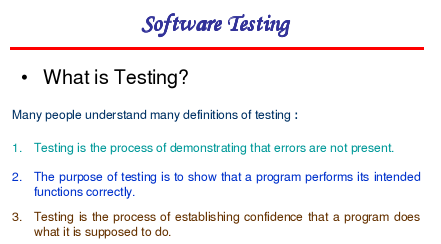 Software Testing
• What is Testing?
Many people understand many definitions of testing :
1. Testing is the process of demonstrating that errors are not present.
2. The purpose of testing is to show that a program performs its intended
functions correctly.
3. Testing is the process of establishing confidence that a program does
what it is supposed to do.